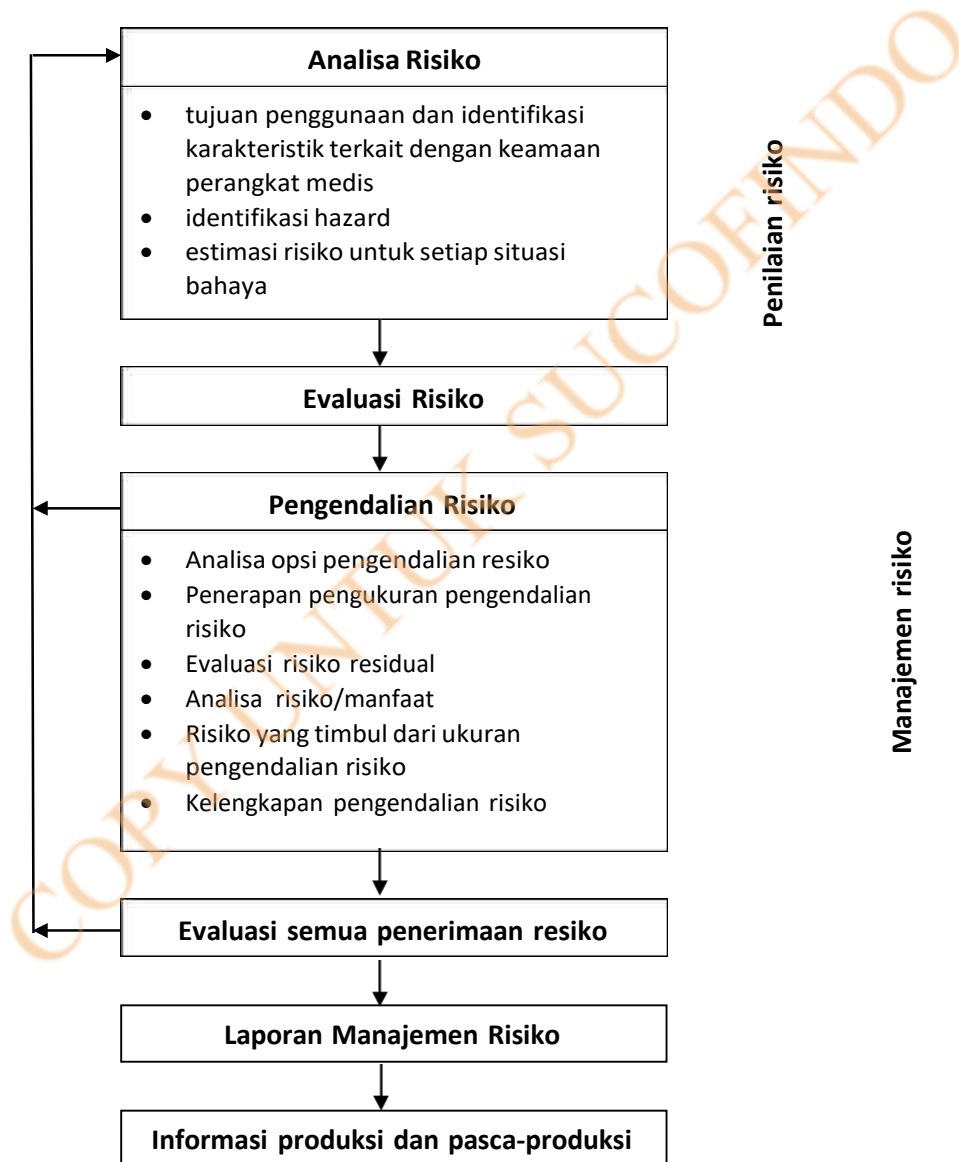 Analisa Risiko
• tujuan penggunaan dan identifikasi
karakteristik terkait dengan keamaan
perangkat medis
• identifikasi hazard
• estimasi risiko untuk setiap situasi
bahaya
Penilaian risiko
Evaluasi Risiko
Pengendalian Risiko
• Analisa opsi pengendalian resiko
• Penerapan pengukuran pengendalian
risiko
• Evaluasi risiko residual
• Analisa risiko/manfaat
• Risiko yang timbul dari ukuran
pengendalian risiko
• Kelengkapan pengendalian risiko
Manajemen risiko
Evaluasi semua penerimaan resiko
Laporan Manajemen Risiko
Informasi produksi dan pasca-produksi
COPY UNTUK SUCOFINDO